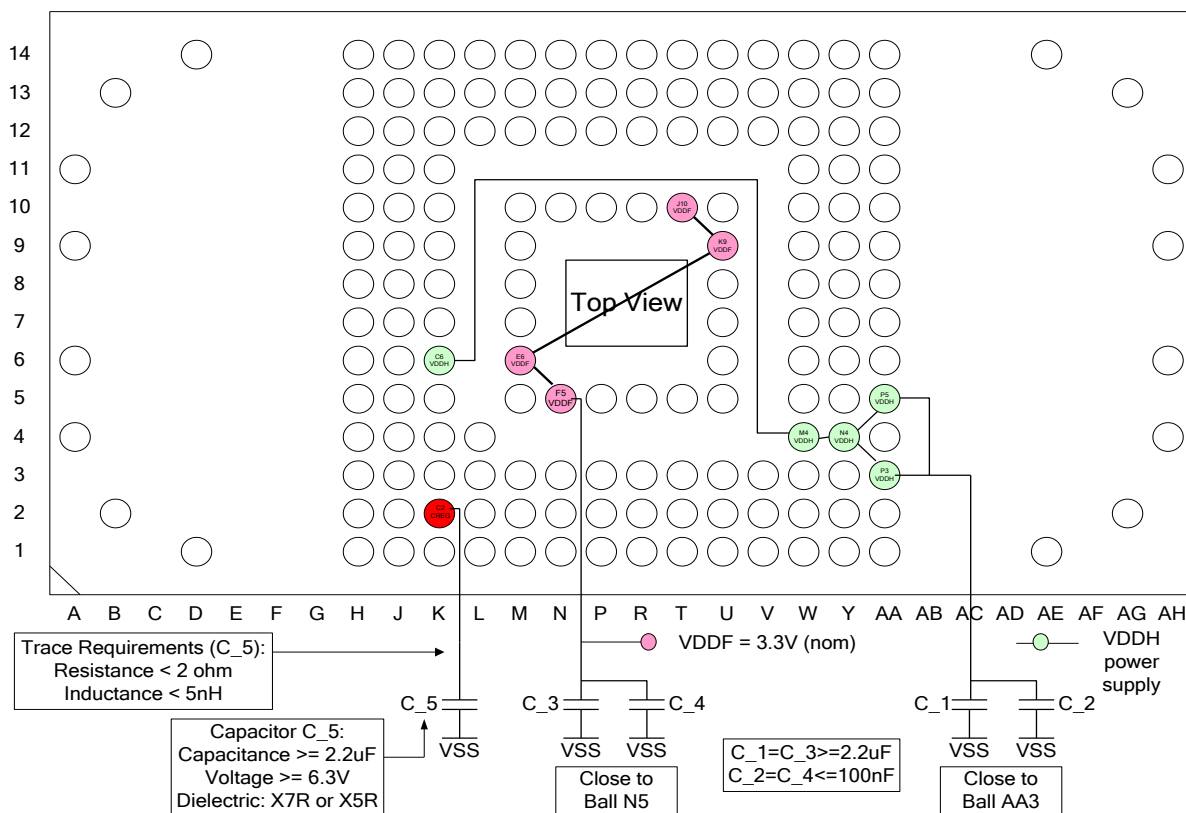 14
13
12
11
10
J10
VDDF
9
K9
VDDF
8
Top View
7
6
C6
VDDH
E6
VDDF
5
F5
VDDF
P5
VDDH
4
M4
VDDH
N4
VDDH
3
P3
VDDH
2
C2
CREG
1
A B C D E F G H J K L M N P R T U V W Y AA AB AC AD AE AF AG AH
Trace Requirements (C_5):
Resistance < 2 ohm
Inductance < 5nH
VDDF = 3.3V (nom)
VDDH
power
supply
C_5
C_3
C_4
C_1
C_2
Capacitor C_5:
Capacitance >= 2.2uF
Voltage >= 6.3V
Dielectric: X7R or X5R
VSS
VSS
VSS
C_1=C_3>=2.2uF
C_2=C_4<=100nF
VSS
VSS
Close to
Ball N5
Close to
Ball AA3